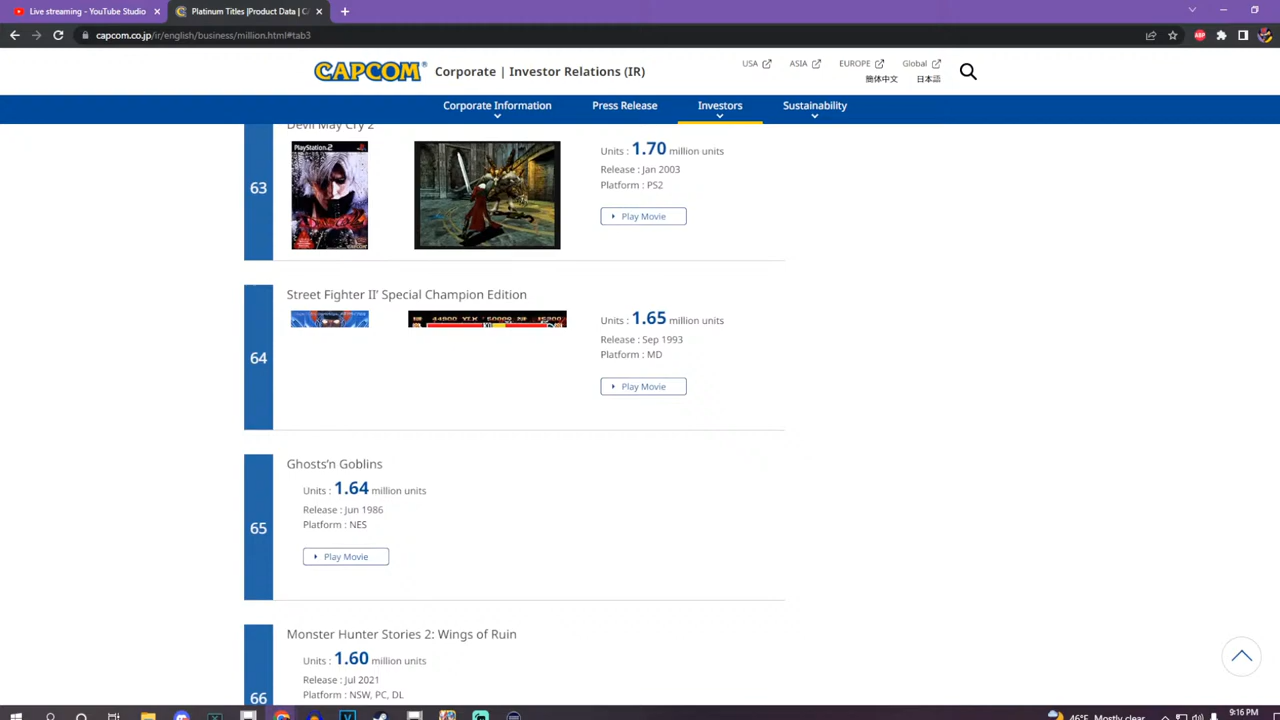 Live streaming - YouTube Studio
Platinum Titles |Product Data | C
capcom.co.jp/ir/english/business/million.html#tab3
ABP
CAPCOM
Corporate | Investor Relations (IR)
USA
ASIA
EUROPE
Global
简体中文
日本語
Corporate Information
Press Release
Investors
Sustainability
Devil May Cry 2
63
PlayStation.2
CAPCOM
Units : 1.70 million units
Release : Jan 2003
Platform : PS2
Play Movie
64
Street Fighter II' Special Champion Edition
Units : 1.65 million units
Release : Sep 1993
Platform : MD
Play Movie
65
Ghosts'n Goblins
Units : 1.64 million units
Release : Jun 1986
Platform : NES
Play Movie
66
Monster Hunter Stories 2: Wings of Ruin
Units : 1.60 million units
Release : Jul 2021
Platform : NSW, PC, DL
46°F Mostly clear
9:16 PM